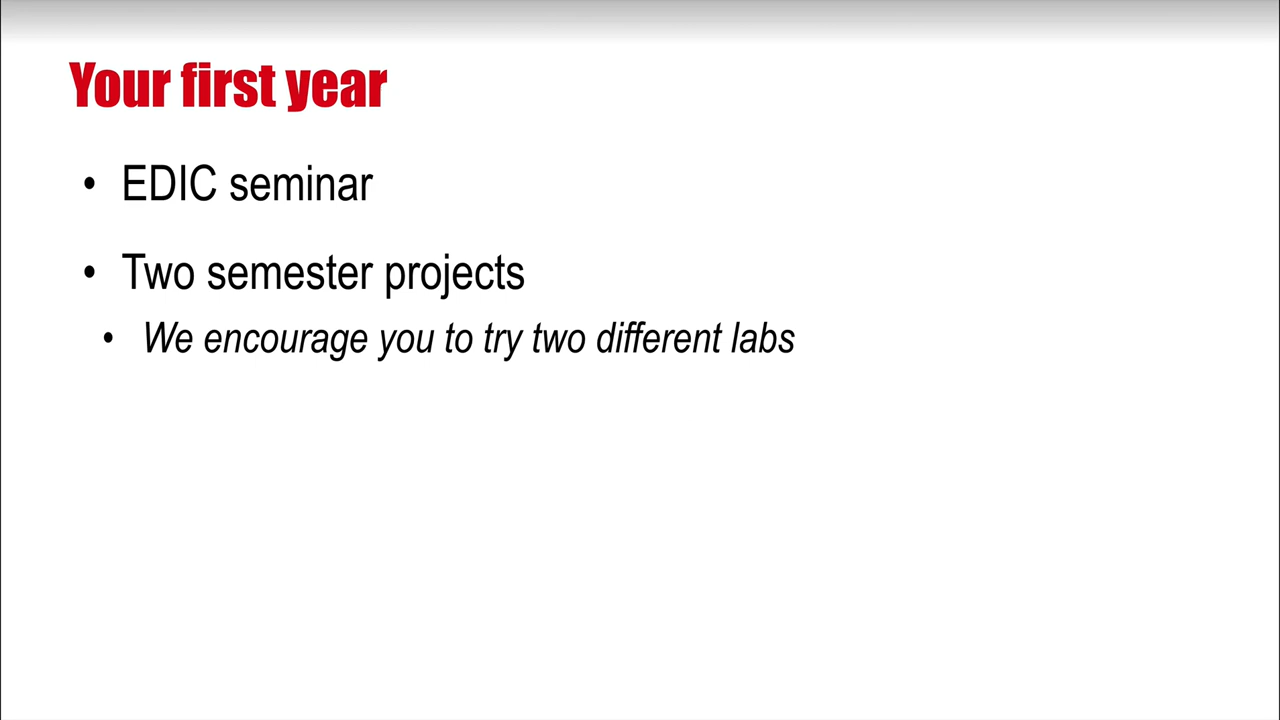 Your first year
• EDIC seminar
• Two semester projects
• We encourage you to try two different labs